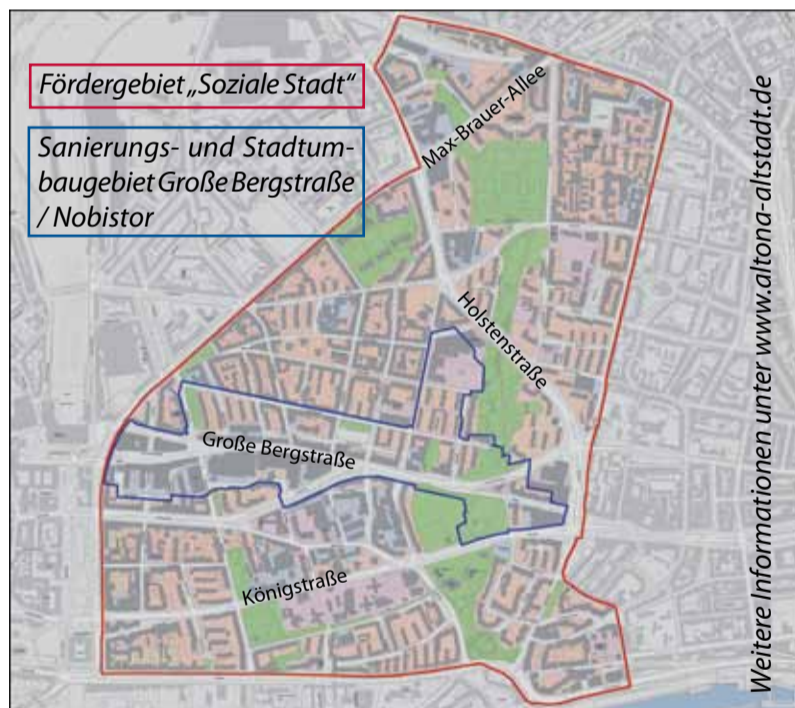 Fördergebiet „Soziale Stadt“
Sanierungs- und Stadtum-
baugebiet Große Bergstraße
/ Nobistor
Max-Brauer-Allee
Holstenstraße
Große Bergstraße
Königstraße
Weitere Informationen unter www.altona-altstadt.de